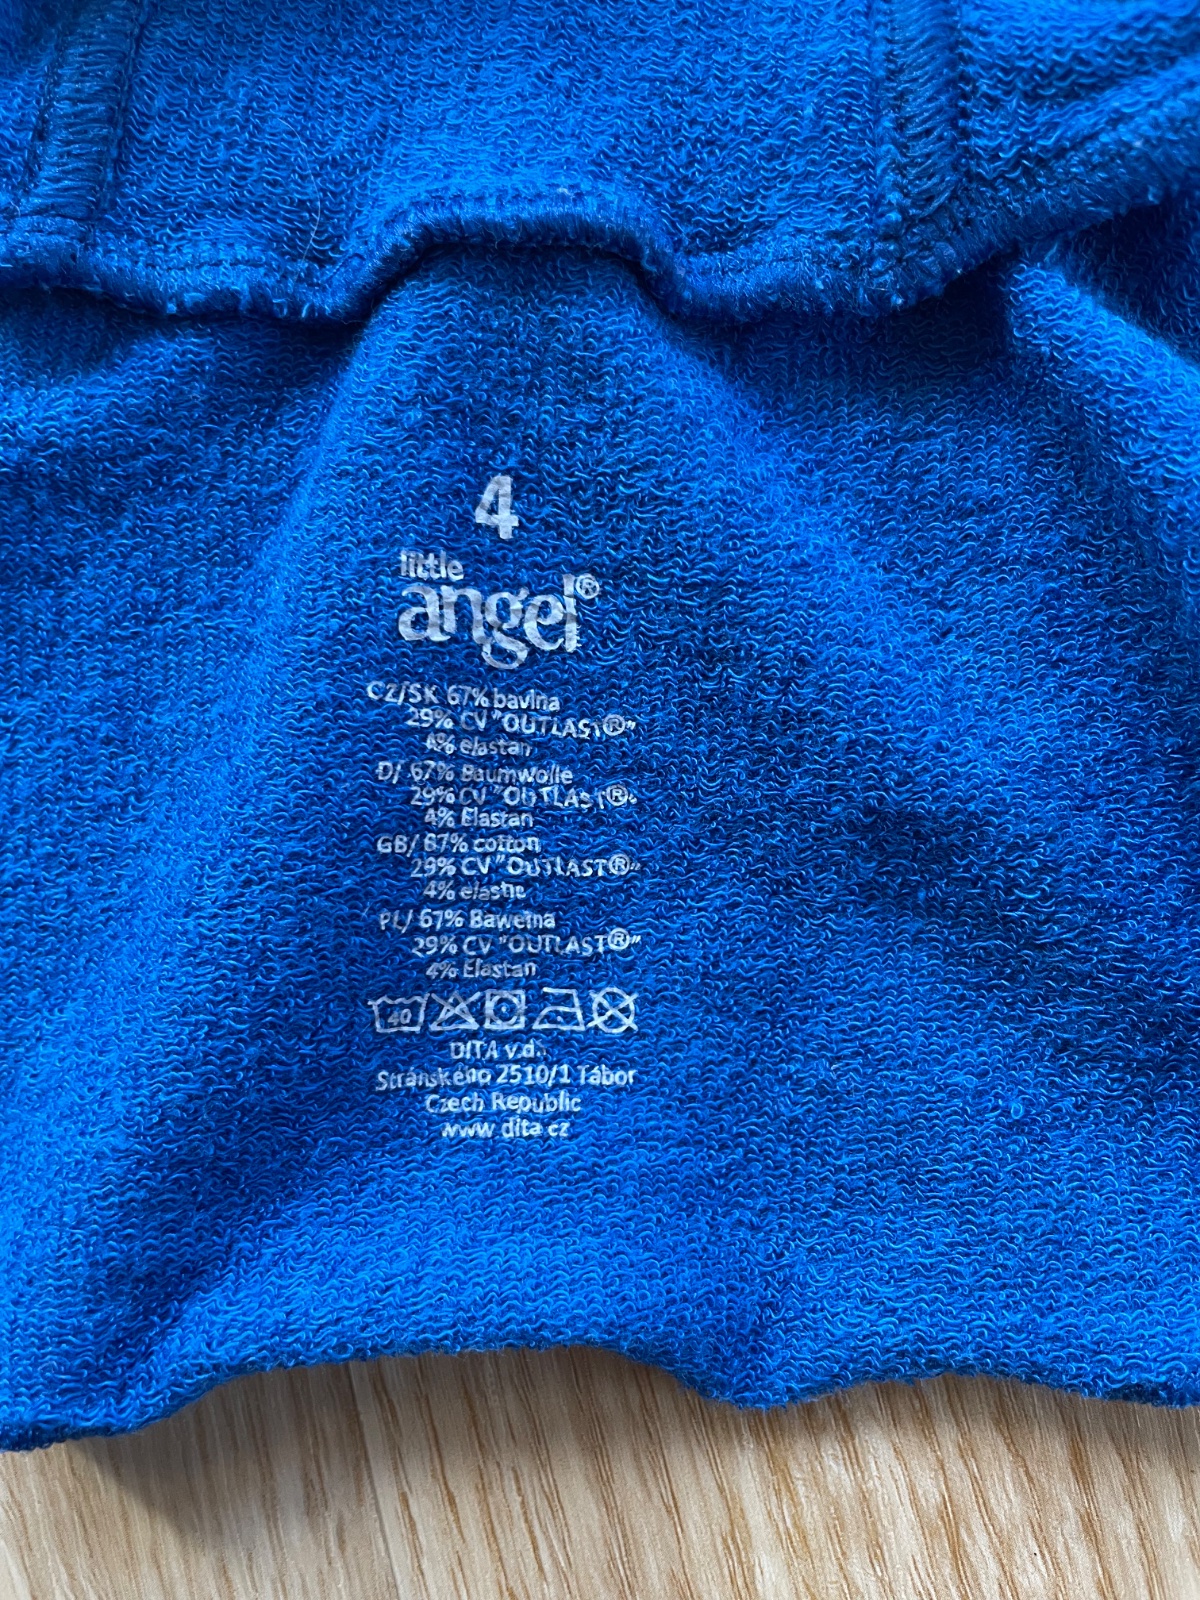 4
little
angel®
CZ/SK 67% bavlna
29% CV "OUTLAST®"
4% elastan
D/ 67% Baumwolle
29% CV "OUTLAST®"
4% Elastan
GB/ 67% cotton
29% CV "OUTLAST®"
4% elastic
PL/ 67% Bawełna
29% CV "OUTLAST®"
4% Elastan
40
DITA v.d.
Stránského 2510/1 Tábor
Czech Republic
www.dita.cz